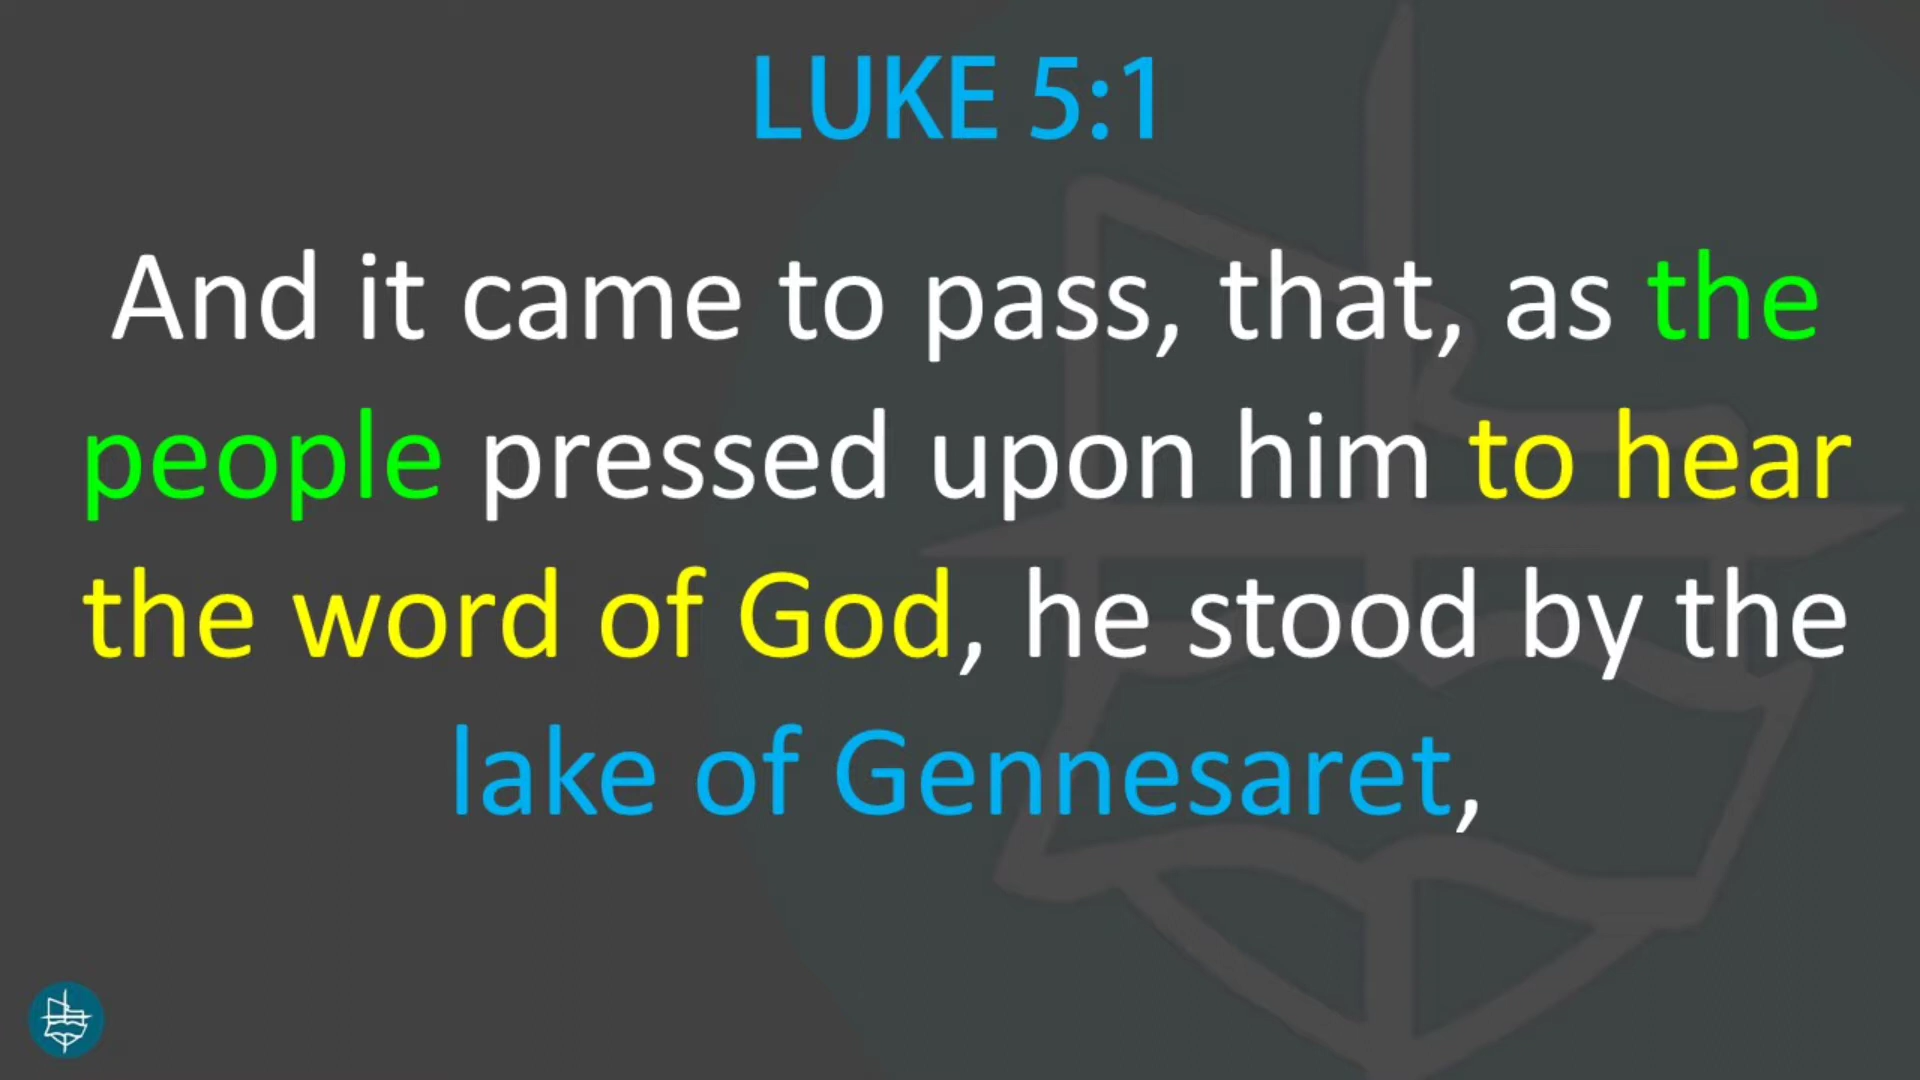 LUKE 5:1
And it came to pass, that, as the
people pressed upon him to hear
the word of God, he stood by the
lake of Gennesaret,